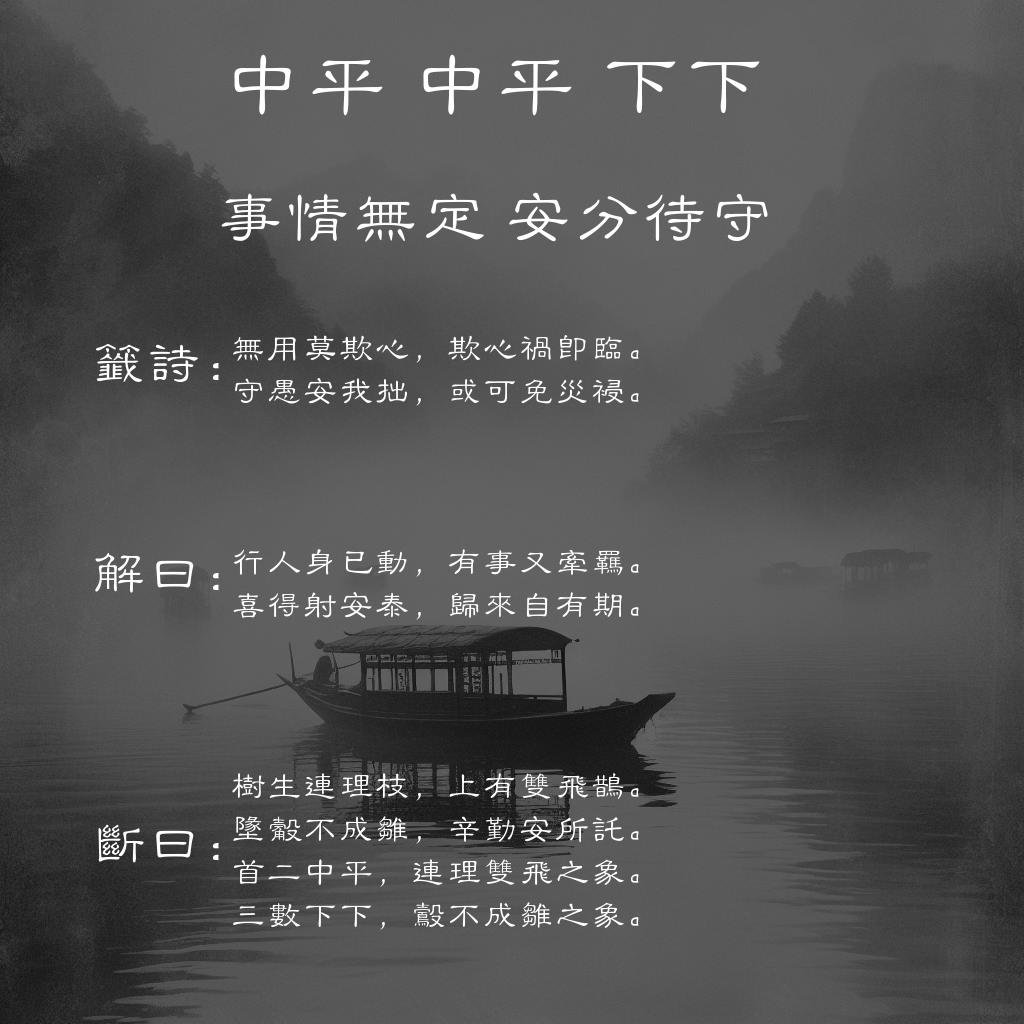 中平 中平 下下
事情無定 安分待守
籤詩:
無用莫欺心，欺心禍即臨。
守愚安我拙，或可免災祲。
解曰:
行人身已動，有事又牽羈。
喜得射安泰，歸來自有期。
斷曰:
樹生連理枝，上有雙飛鵲。
墜鷇不成雛，辛勤安所託。
首二中平，連理雙飛之象。
三數下下，鷇不成雛之象。